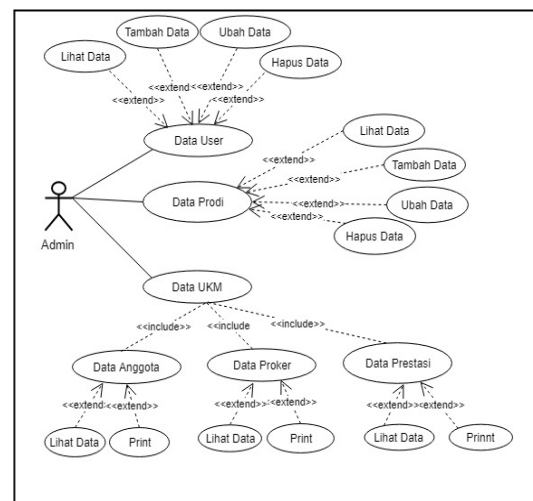 Tambah Data
Ubah Data
Lihat Data
Hapus Data
<<extend>>
<<extend>>
<<extend>>
<<extend>>
Data User
Lihat Data
<<extend>>
Tambah Data
<<extend>>
Data Prodi
<<extend>>
Ubah Data
<<extend>>
Hapus Data
Admin
Data UKM
<<include>>
<<include
<<include>>
Data Anggota
Data Proker
Data Prestasi
<<extend>>
<<extend>>
<<extend>>
<<extend>>
<<extend>>
<<extend>>
Lihat Data
Print
Lihat Data
Print
Lihat Data
Prinnt